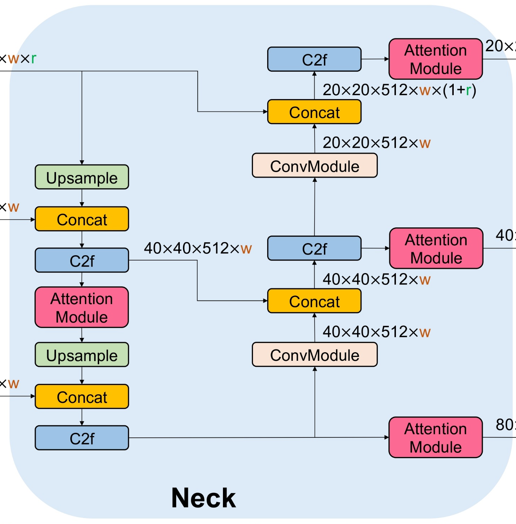 ×w×r
Upsample
×w
Concat
C2f
40×40×512×w
Attention
Module
Upsample
×w
Concat
C2f
C2f
Attention
Module
20×2
20×20×512×w×(1+r)
Concat
20×20×512×w
ConvModule
C2f
Attention
Module
40×
40×40×512×w
Concat
40×40×512×w
ConvModule
Attention
Module
80×
Neck